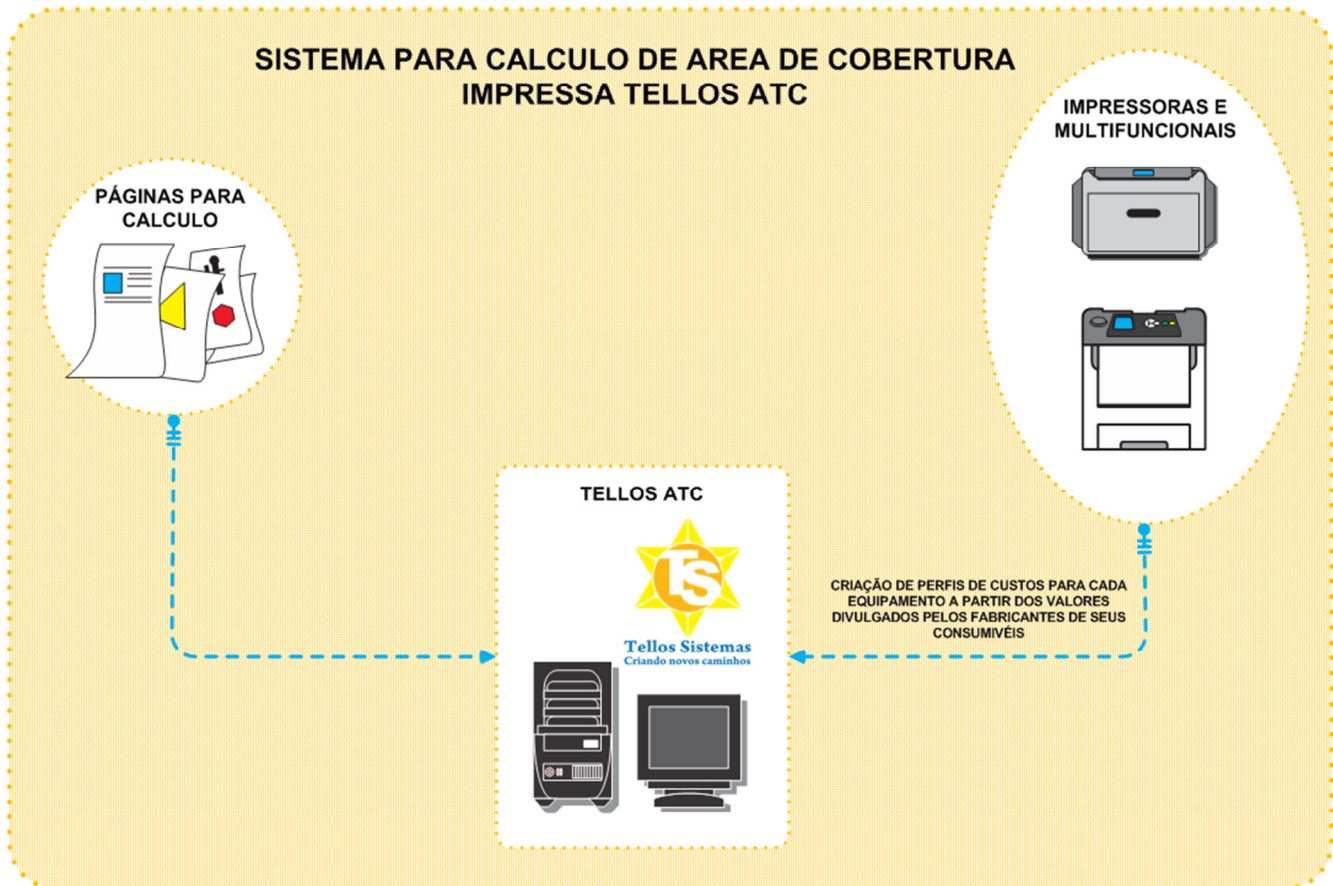 SISTEMA PARA CALCULO DE AREA DE COBERTURA
IMPRESSA TELLOS ATC
IMPRESSORAS E
MULTIFUNCIONAIS
PÁGINAS PARA
CALCULO
TELLOS ATC
TS
Tellos Sistemas
Criando novos caminhos
CRIAÇÃO DE PERFIS DE CUSTOS PARA CADA
EQUIPAMENTO A PARTIR DOS VALORES
DIVULGADOS PELOS FABRICANTES DE SEUS
CONSUMIVÉIS